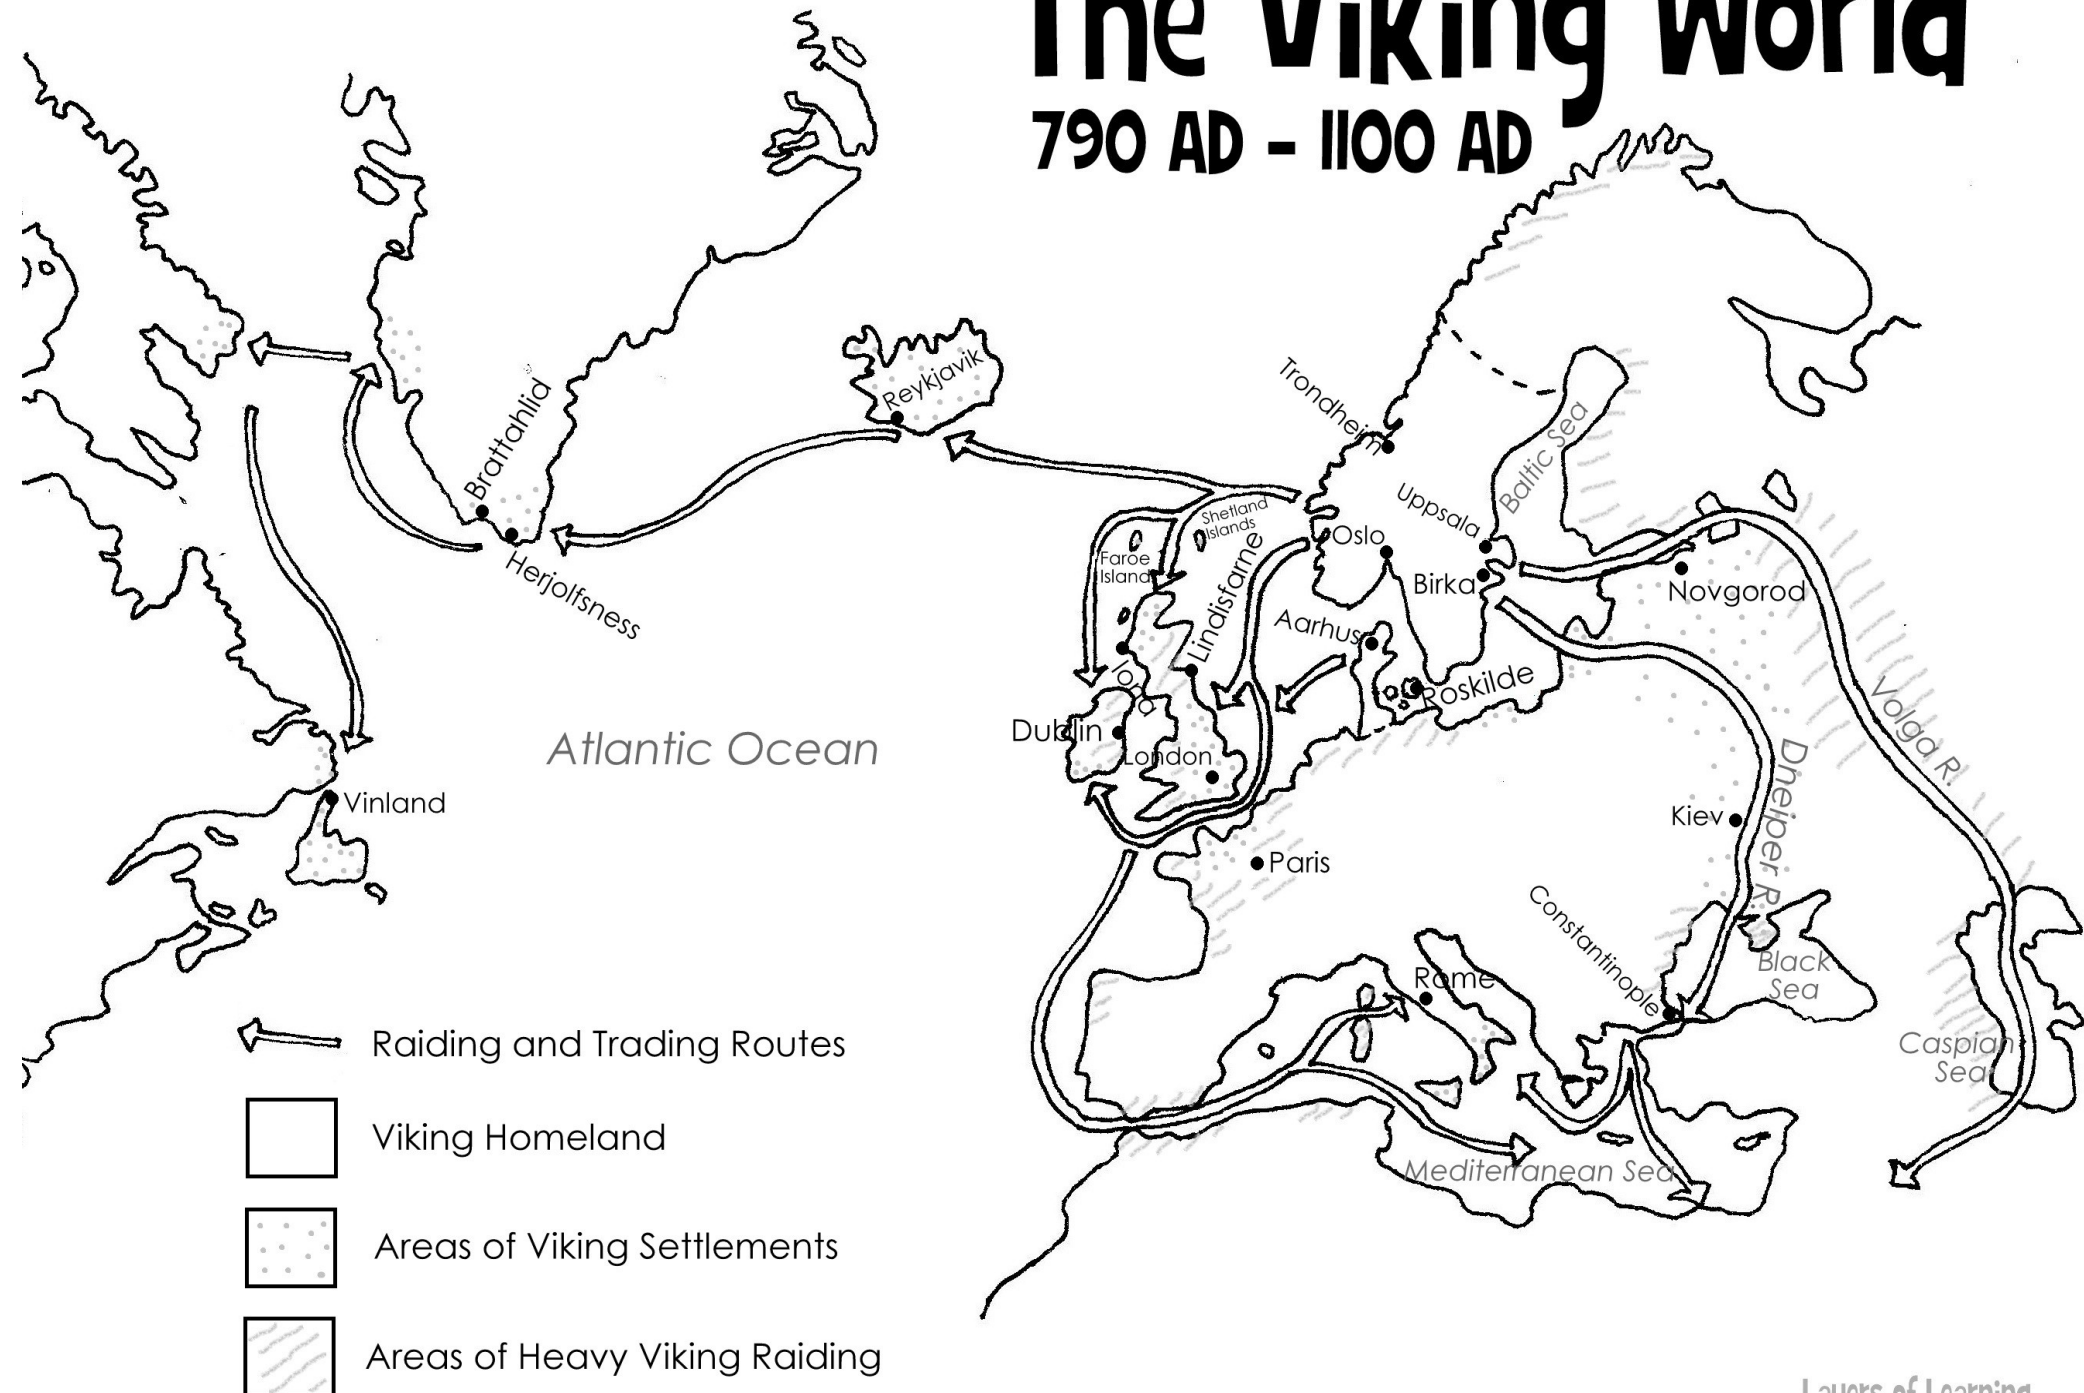 The Viking World
790 AD - 1100 AD
Trondheim
Baltic Sea
Uppsala
Reykjavik
Brattahlid
Herjolfsness
Shetland
Islands
Faroe
Island
Lindisfarne
Oslo
Birka
Novgorod
Aarhus
Roskilde
Iona
Dublin
London
Volga R.
Dneiper R.
Atlantic Ocean
Vinland
Kiev
Paris
Constantinople
Rome
Black
Sea
Caspian
Sea
Mediterranean Sea
Raiding and Trading Routes
Viking Homeland
Areas of Viking Settlements
Areas of Heavy Viking Raiding
Layers of Learning